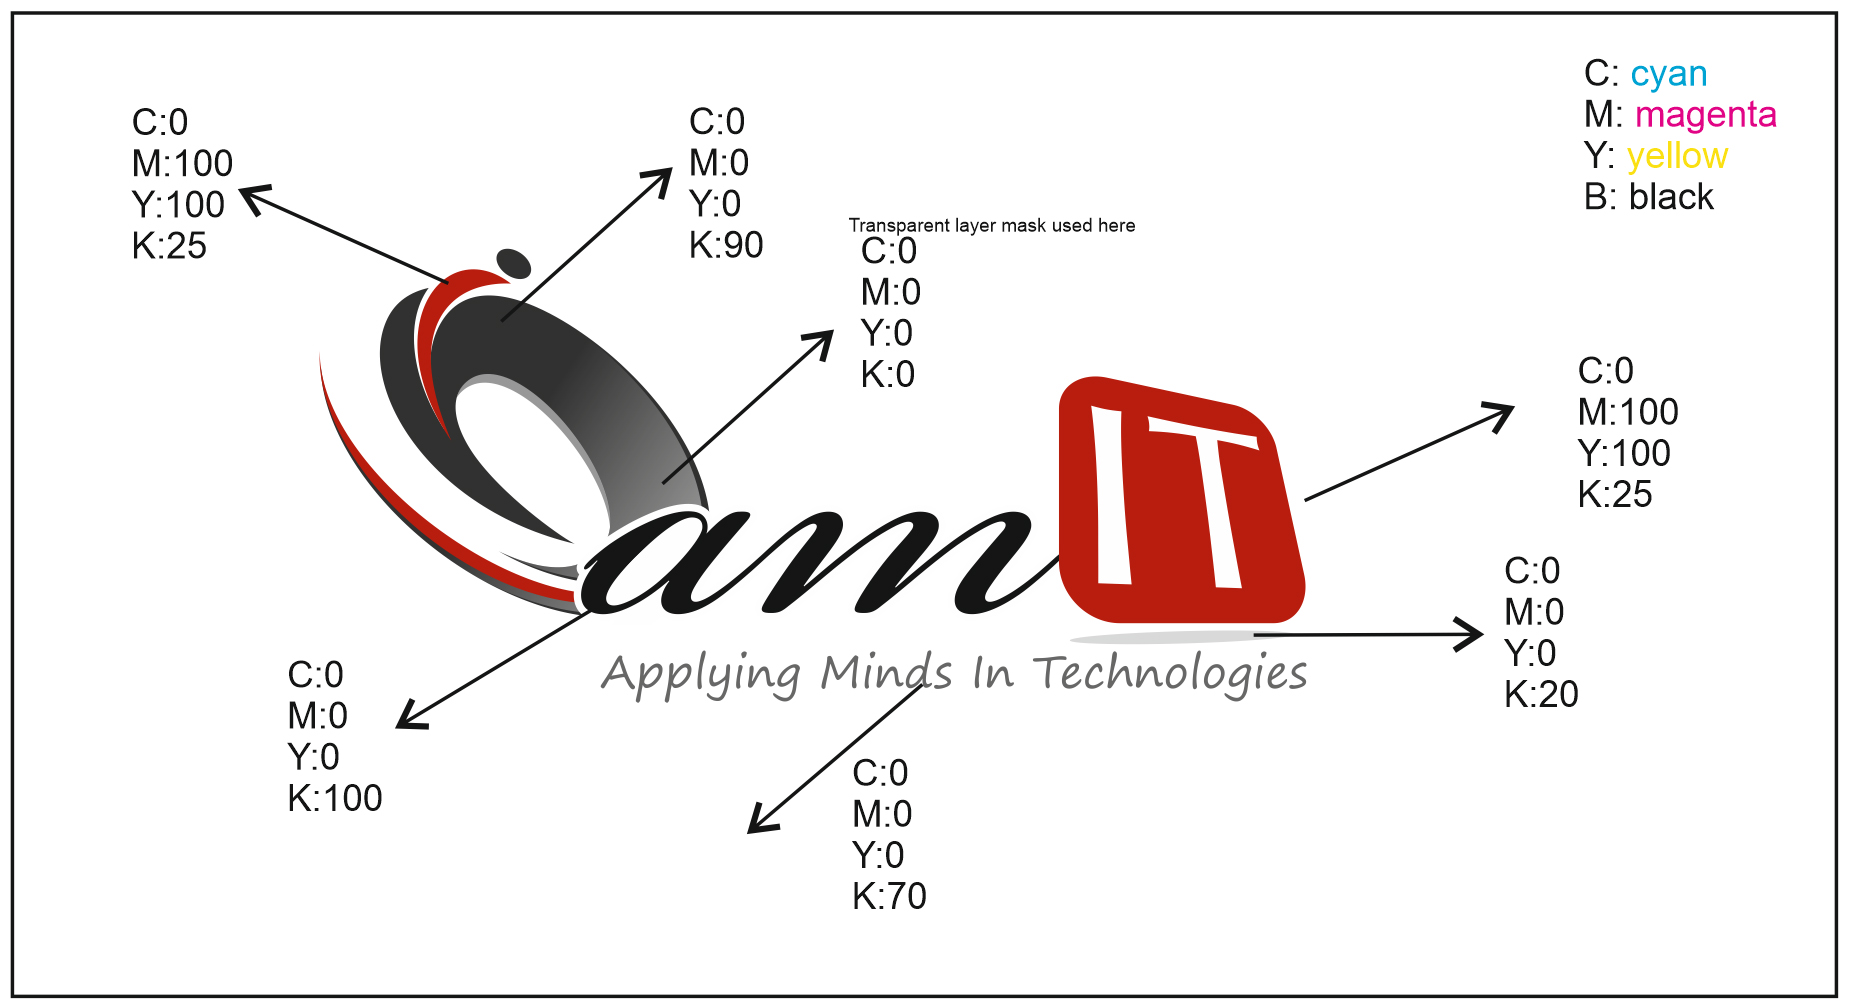 C: cyan
M: magenta
Y: yellow
B: black
C:0
M:100
Y:100
K:25
C:0
M:0
Y:0
K:90
Transparent layer mask used here
C:0
M:0
Y:0
K:0
C:0
M:100
Y:100
K:25
am IT
Applying Minds In Technologies
C:0
M:0
Y:0
K:20
C:0
M:0
Y:0
K:100
C:0
M:0
Y:0
K:70